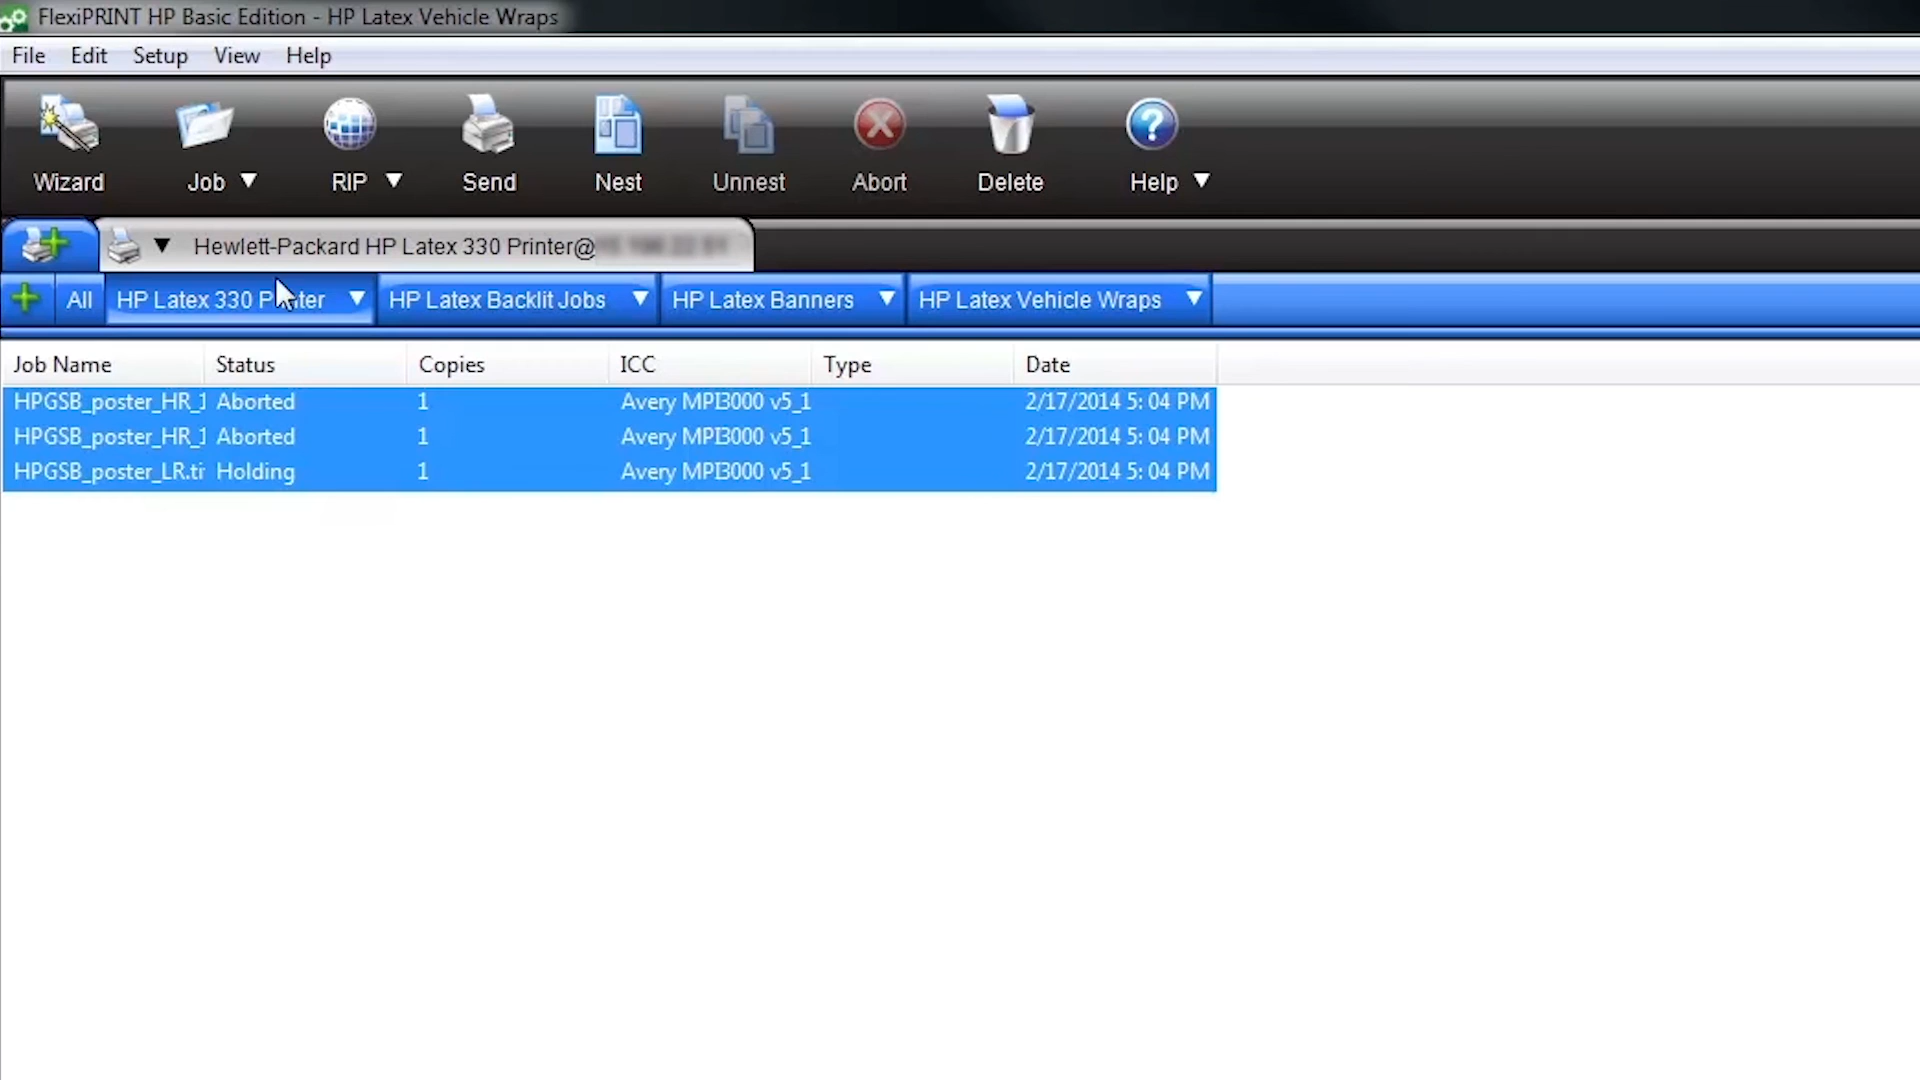 FlexiPRINT HP Basic Edition - HP Latex Vehicle Wraps
File Edit Setup View Help
Wizard Job RIP Send Nest Unnest Abort Delete Help
Hewlett-Packard HP Latex 330 Printer@
All HP Latex 330 Printer HP Latex Backlit Jobs HP Latex Banners HP Latex Vehicle Wraps
Job Name Status Copies ICC Type Date
HPGSB_poster_HR_1 Aborted 1 Avery MPI3000 v5_1 2/17/2014 5: 04 PM
HPGSB_poster_HR_1 Aborted 1 Avery MPI3000 v5_1 2/17/2014 5: 04 PM
HPGSB_poster_LR.ti Holding 1 Avery MPI3000 v5_1 2/17/2014 5: 04 PM